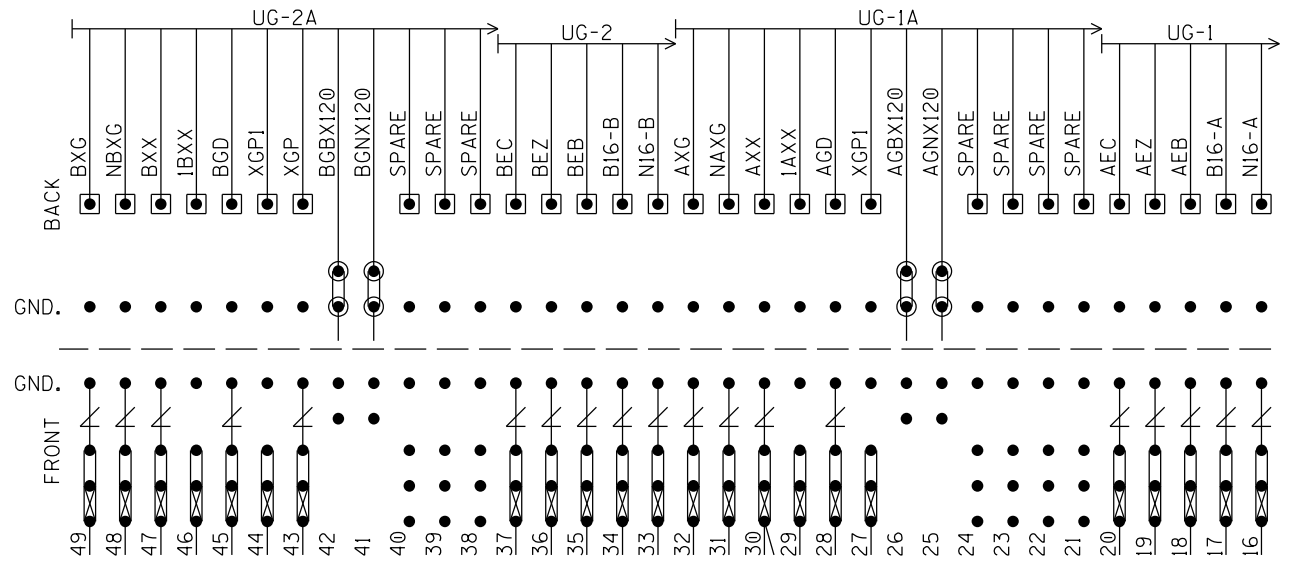 UG-2A
UG-2
UG-1A
UG-1
BXG
NBXG
BXX
1BXX
BGD
XGP1
XGP
BGBX120
BGNX120
SPARE
SPARE
SPARE
BEC
BEZ
BEB
B16-B
N16-B
AXG
NAXG
AXX
1AXX
AGD
XGP1
AGBX120
AGNX120
SPARE
SPARE
SPARE
SPARE
AEC
AEZ
AEB
B16-A
N16-A
BACK
GND.
GND.
FRONT
49
48
47
46
45
44
43
42
41
40
39
38
37
36
35
34
33
32
31
30
29
28
27
26
25
24
23
22
21
20
19
18
17
16